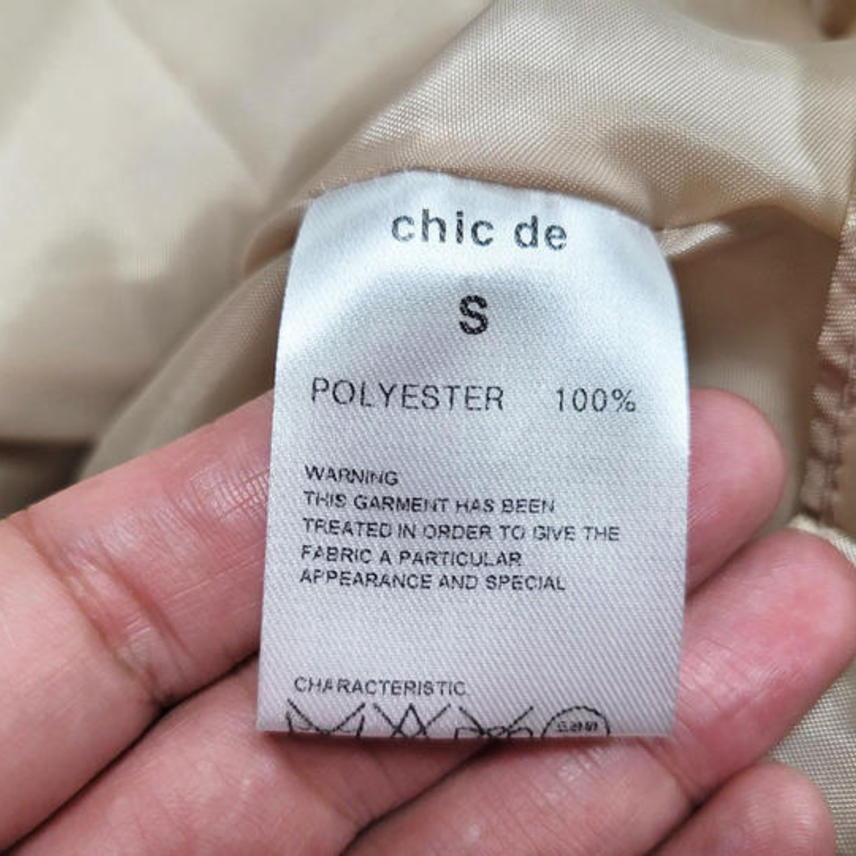 chic de
S
POLYESTER 100%
WARNING
THIS GARMENT HAS BEEN
TREATED IN ORDER TO GIVE THE
FABRIC A PARTICULAR
APPEARANCE AND SPECIAL
CHARACTERISTIC.